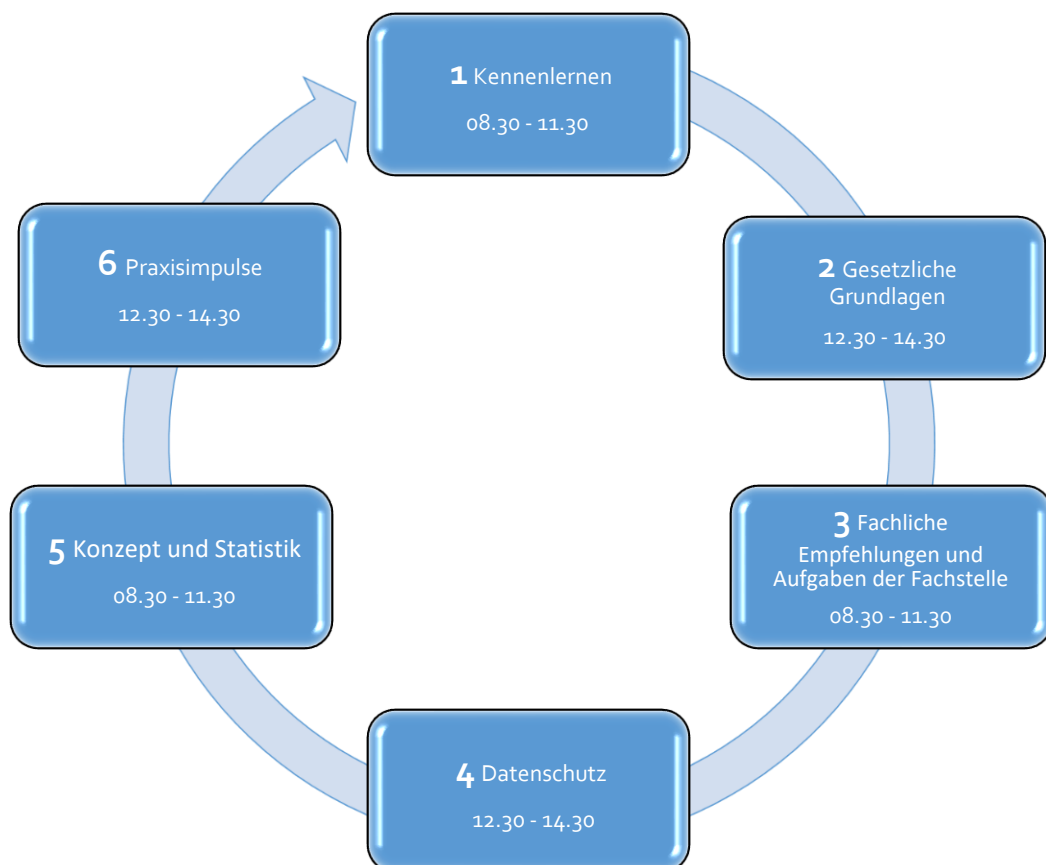 1 Kennenlernen
08.30 - 11.30
2 Gesetzliche
Grundlagen
12.30 - 14.30
3 Fachliche
Empfehlungen und
Aufgaben der Fachstelle
08.30 - 11.30
4 Datenschutz
12.30 - 14.30
5 Konzept und Statistik
08.30 - 11.30
6 Praxisimpulse
12.30 - 14.30